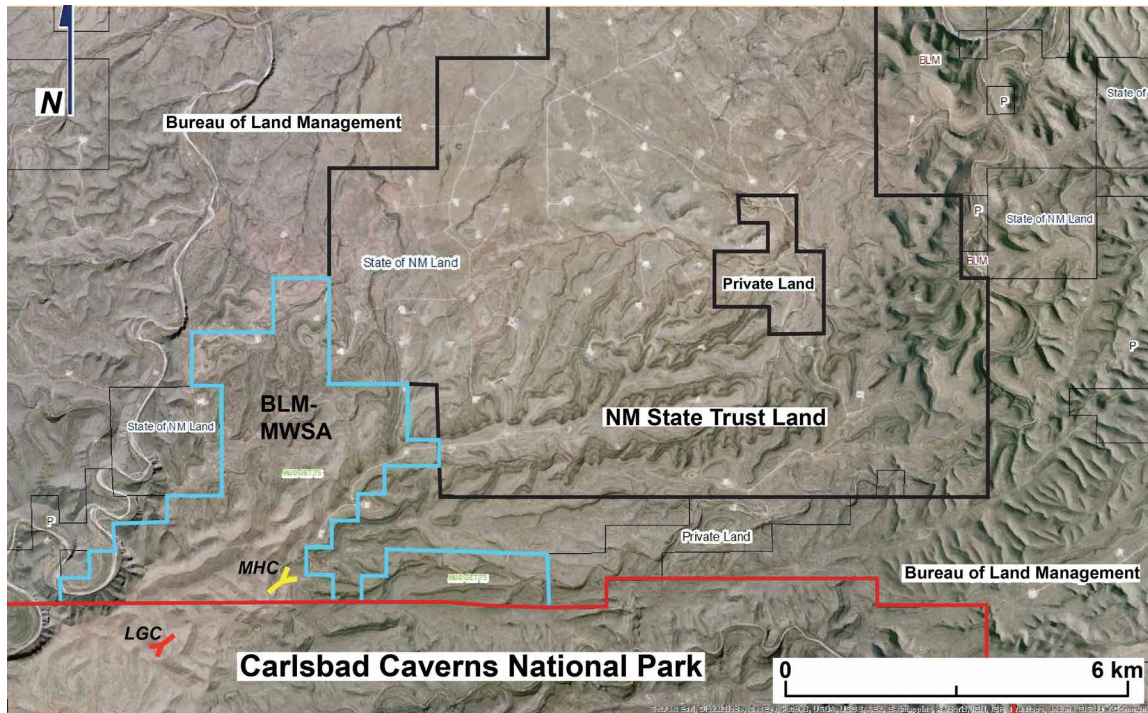 N
Bureau of Land Management
BLM
P
State of
State of NM Land
P
State of NM Land
BLM
Private Land
P
BLM-
MWSA
NM State Trust Land
State of NM Land
MUDGETTS
P
Private Land
MHC
MUDGETTS
Bureau of Land Management
LGC
Carlsbad Caverns National Park
0
6 km